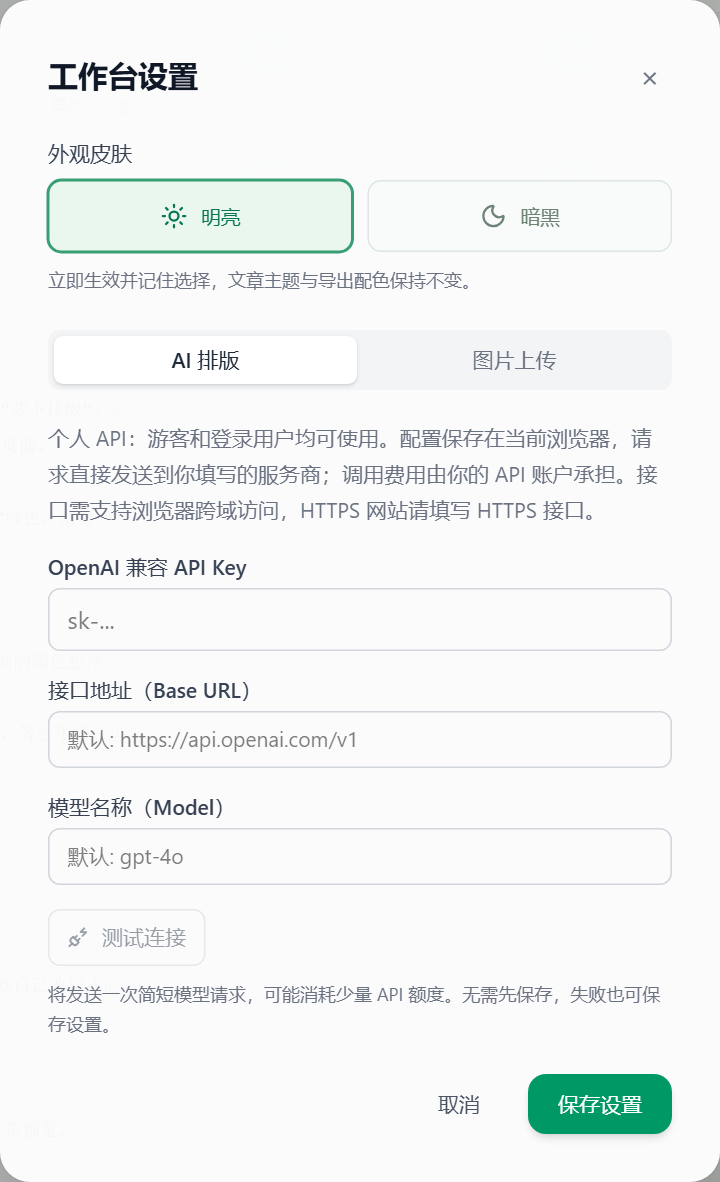 工作台设置
×
外观皮肤
明亮
暗黑
立即生效并记住选择，文章主题与导出配色保持不变。
AI 排版
图片上传
个人 API：游客和登录用户均可使用。配置保存在当前浏览器，请
求直接发送到你填写的服务商；调用费用由你的 API 账户承担。接
口需支持浏览器跨域访问，HTTPS 网站请填写 HTTPS 接口。
OpenAI 兼容 API Key
sk-...
接口地址（Base URL）
默认: https://api.openai.com/v1
模型名称（Model）
默认: gpt-4o
测试连接
将发送一次简短模型请求，可能消耗少量 API 额度。无需先保存，失败也可保
存设置。
取消
保存设置